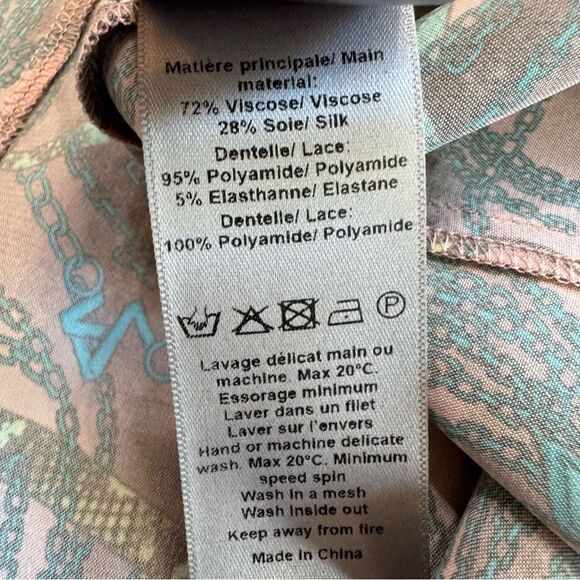 Matière principale/ Main
material:
72% Viscose/ Viscose
28% Soie/ Silk
Dentelle/ Lace:
95% Polyamide/ Polyamide
5% Elasthanne/ Elastane
Dentelle/ Lace:
100% Polyamide/ Polyamide
P
Lavage délicat main ou
machine. Max 20°C.
Essorage minimum
Laver dans un filet
Laver sur l'envers
Hand or machine delicate
wash. Max 20°C. Minimum
speed spin
Wash in a mesh
Wash inside out
Keep away from fire
Made in China